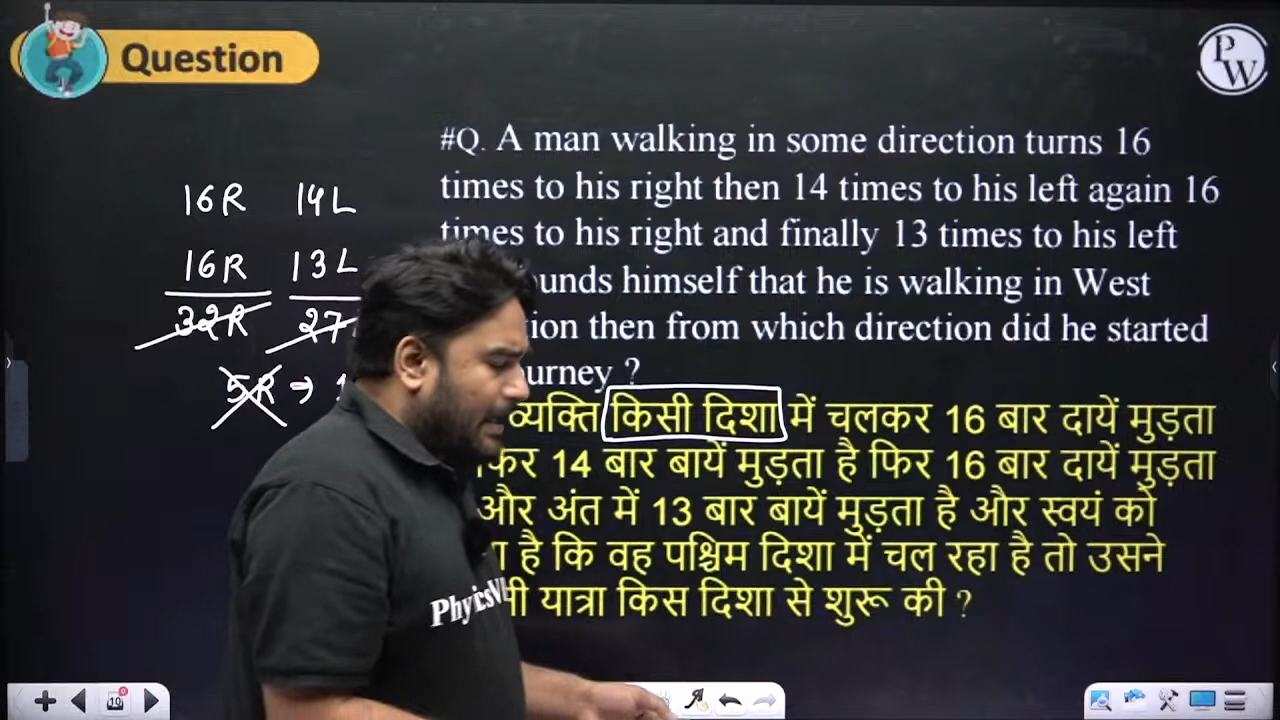 Question
PW
#Q. A man walking in some direction turns 16
times to his right then 14 times to his left again 16
times to his right and finally 13 times to his left
himself that he is walking in West
then from which direction did he started
?
व्यक्ति किसी दिशा में चलकर 16 बार दायें मुड़ता
फिर 14 बार बायें मुड़ता है फिर 16 बार दायें मुड़ता
और अंत में 13 बार बायें मुड़ता है और स्वयं को
है कि वह पश्चिम दिशा में चल रहा है तो उसने
यात्रा किस दिशा से शुरू की ?
16R 14L
16R 13L
32R 27
5R ⇒ 1
10